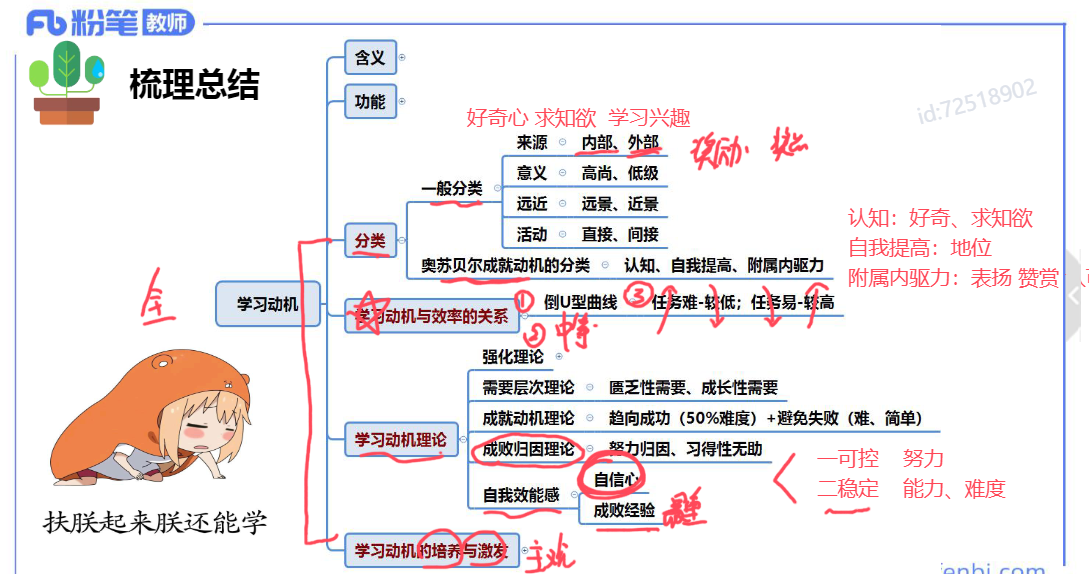 粉笔教师
梳理总结
id:72518902
含义
功能
好奇心 求知欲 学习兴趣
来源 内部、外部
奖励
意义 高尚、低级
一般分类
远近 远景、近景
活动 直接、间接
分类
奥苏贝尔成就动机的分类 认知、自我提高、附属内驱力
认知：好奇、求知欲
自我提高：地位
附属内驱力：表扬 赞赏
学习动机
① 倒U型曲线 ③ 任务难-较低；任务易-较高
学习动机与效率的关系
② 中等
强化理论
需要层次理论 匮乏性需要、成长性需要
成就动机理论 趋向成功（50%难度）+避免失败（难、简单）
学习动机理论
成败归因理论 努力归因、习得性无助
一可控 努力
二稳定 能力、难度
自信心
自我效能感
成败经验
学习动机的培养与激发
主观
扶朕起来朕还能学
fenbi.com